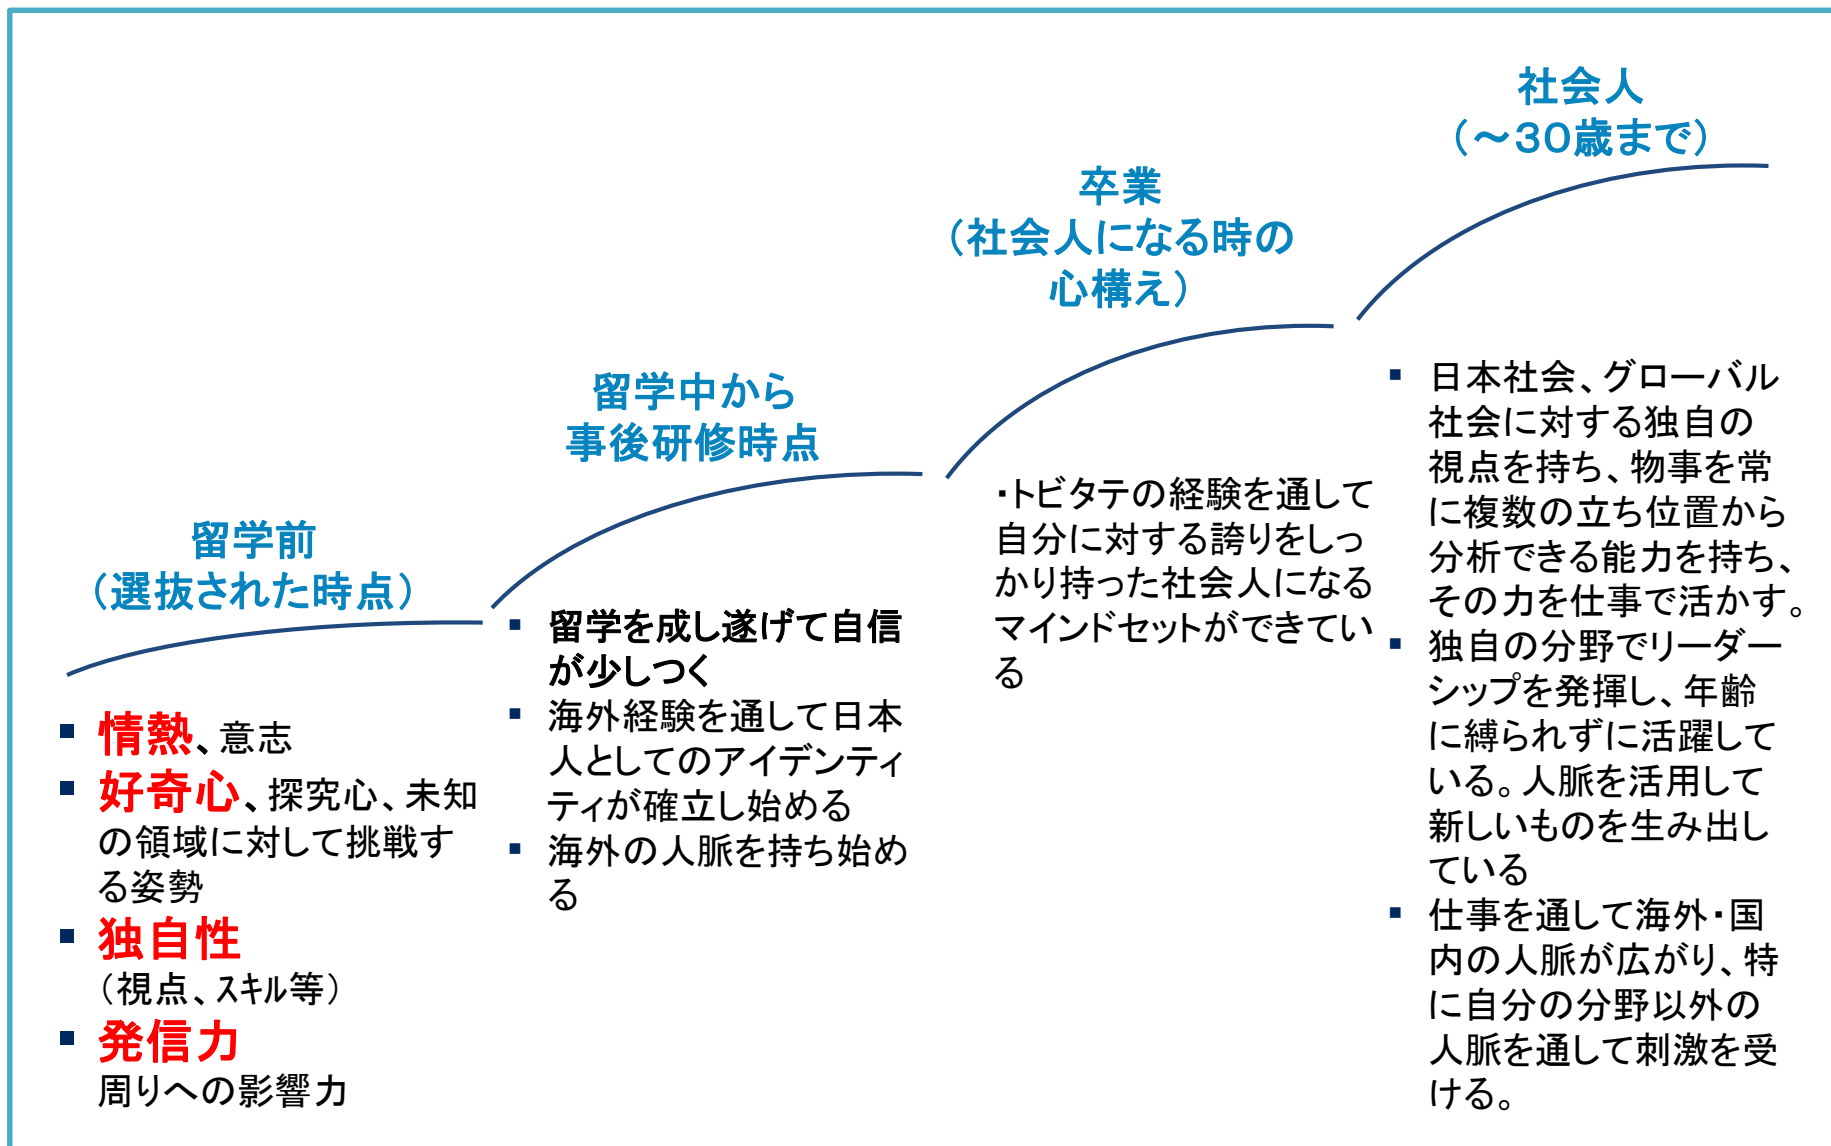 留学前
（選抜された時点）
▪ 情熱、意志
▪ 好奇心、探究心、未知
の領域に対して挑戦す
る姿勢
▪ 独自性
（視点、スキル等）
▪ 発信力
周りへの影響力
留学中から
事後研修時点
▪ 留学を成し遂げて自信
が少しつく
▪ 海外経験を通して日本
人としてのアイデンティ
ティが確立し始める
▪ 海外の人脈を持ち始め
る
卒業
（社会人になる時の
心構え）
・トビタテの経験を通して
自分に対する誇りをしっ
かり持った社会人になる
マインドセットができてい
る
社会人
（～30歳まで）
▪ 日本社会、グローバル
社会に対する独自の
視点を持ち、物事を常
に複数の立ち位置から
分析できる能力を持ち、
その力を仕事で活かす。
▪ 独自の分野でリーダー
シップを発揮し、年齢
に縛られずに活躍して
いる。人脈を活用して
新しいものを生み出し
ている
▪ 仕事を通して海外・国
内の人脈が広がり、特
に自分の分野以外の
人脈を通して刺激を受
ける。